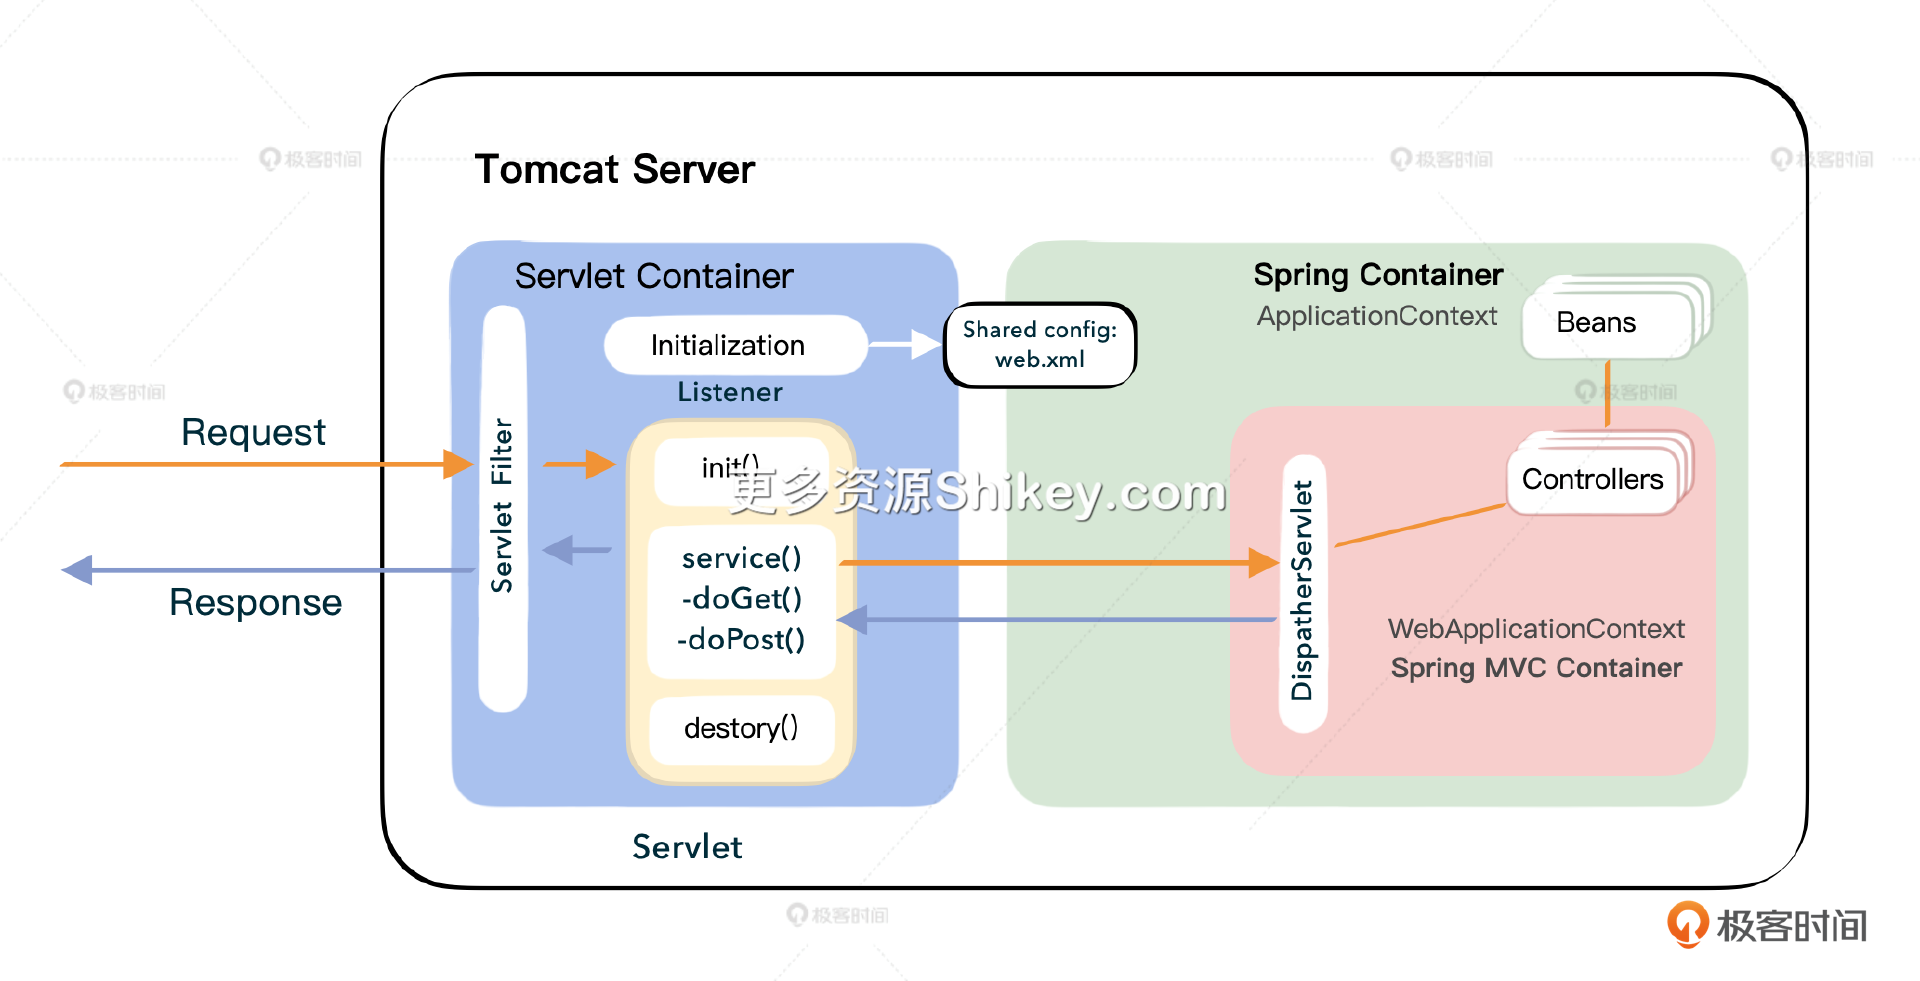 极客时间
极客时间
极客时间
Tomcat Server
Servlet Container
Spring Container
ApplicationContext
Beans
Initialization
Shared config:
web.xml
Listener
极客时间
极客时间
Request
Servlet Filter
init()
更多资源Shikey.com
Controllers
DispatherServlet
service()
-doGet()
-doPost()
Response
WebApplicationContext
Spring MVC Container
destory()
Servlet
极客时间
极客时间